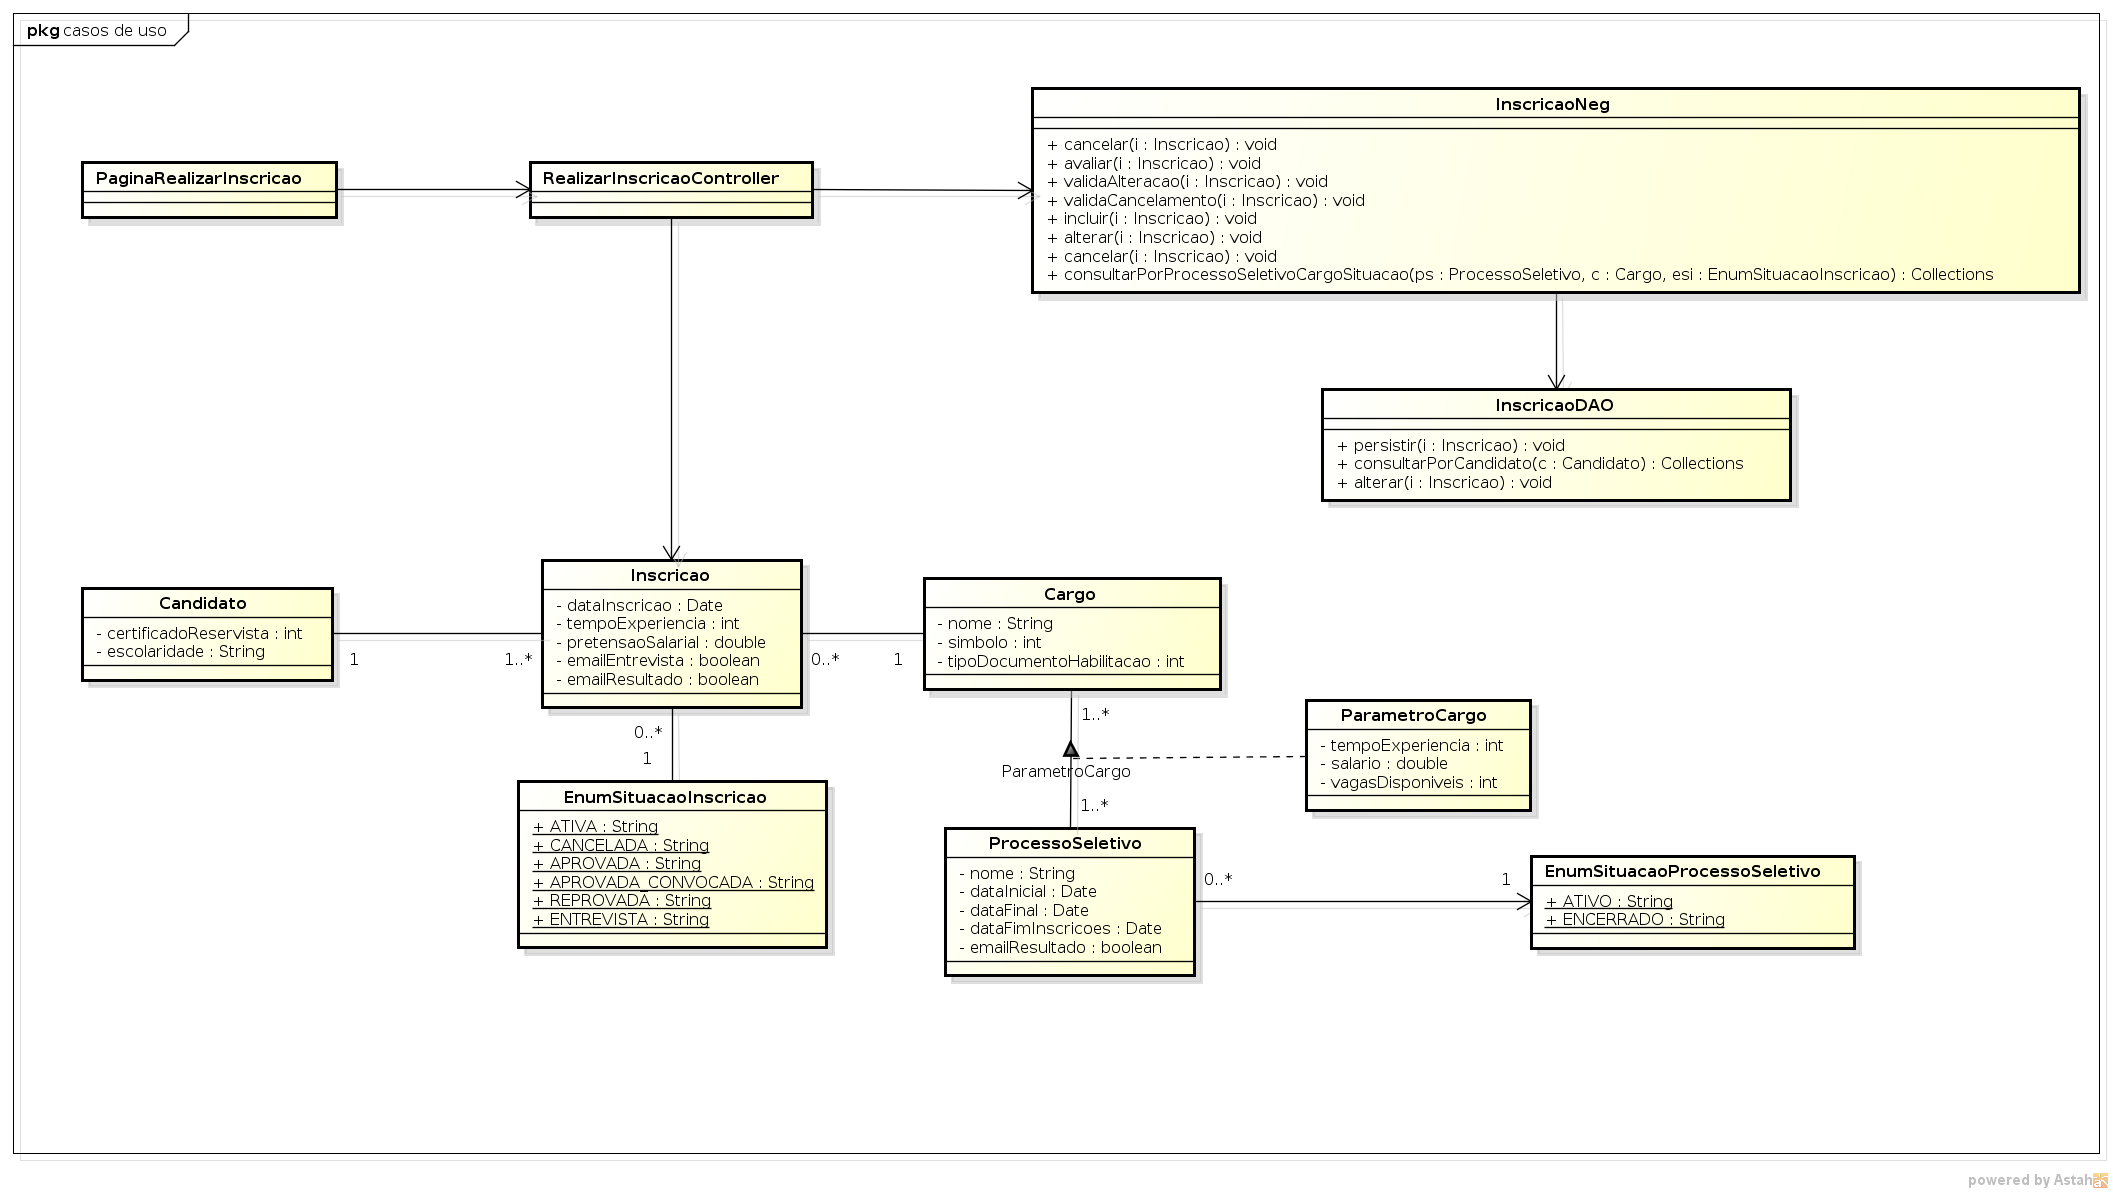 pkg casos de uso
InscricaoNeg
+ cancelar(i : Inscricao) : void
+ avaliar(i : Inscricao) : void
+ validaAlteracao(i : Inscricao) : void
+ validaCancelamento(i : Inscricao) : void
+ incluir(i : Inscricao) : void
+ alterar(i : Inscricao) : void
+ cancelar(i : Inscricao) : void
+ consultarPorProcessoSeletivoCargoSituacao(ps : ProcessoSeletivo, c : Cargo, esi : EnumSituacaoInscricao) : Collections
PaginaRealizarInscricao
RealizarInscricaoController
InscricaoDAO
+ persistir(i : Inscricao) : void
+ consultarPorCandidato(c : Candidato) : Collections
+ alterar(i : Inscricao) : void
Candidato
- certificadoReservista : int
- escolaridade : String
1
1..*
Inscricao
- dataInscricao : Date
- tempoExperiencia : int
- pretensaoSalarial : double
- emailEntrevista : boolean
- emailResultado : boolean
0..*
1
Cargo
- nome : String
- simbolo : int
- tipoDocumentoHabilitacao : int
0..*
1
1..*
ParametroCargo
1..*
ParametroCargo
- tempoExperiencia : int
- salario : double
- vagasDisponiveis : int
EnumSituacaoInscricao
+ ATIVA : String
+ CANCELADA : String
+ APROVADA : String
+ APROVADA_CONVOCADA : String
+ REPROVADA : String
+ ENTREVISTA : String
ProcessoSeletivo
- nome : String
- dataInicial : Date
- dataFinal : Date
- dataFimInscricoes : Date
- emailResultado : boolean
0..*
1
EnumSituacaoProcessoSeletivo
+ ATIVO : String
+ ENCERRADO : String
powered by Astah